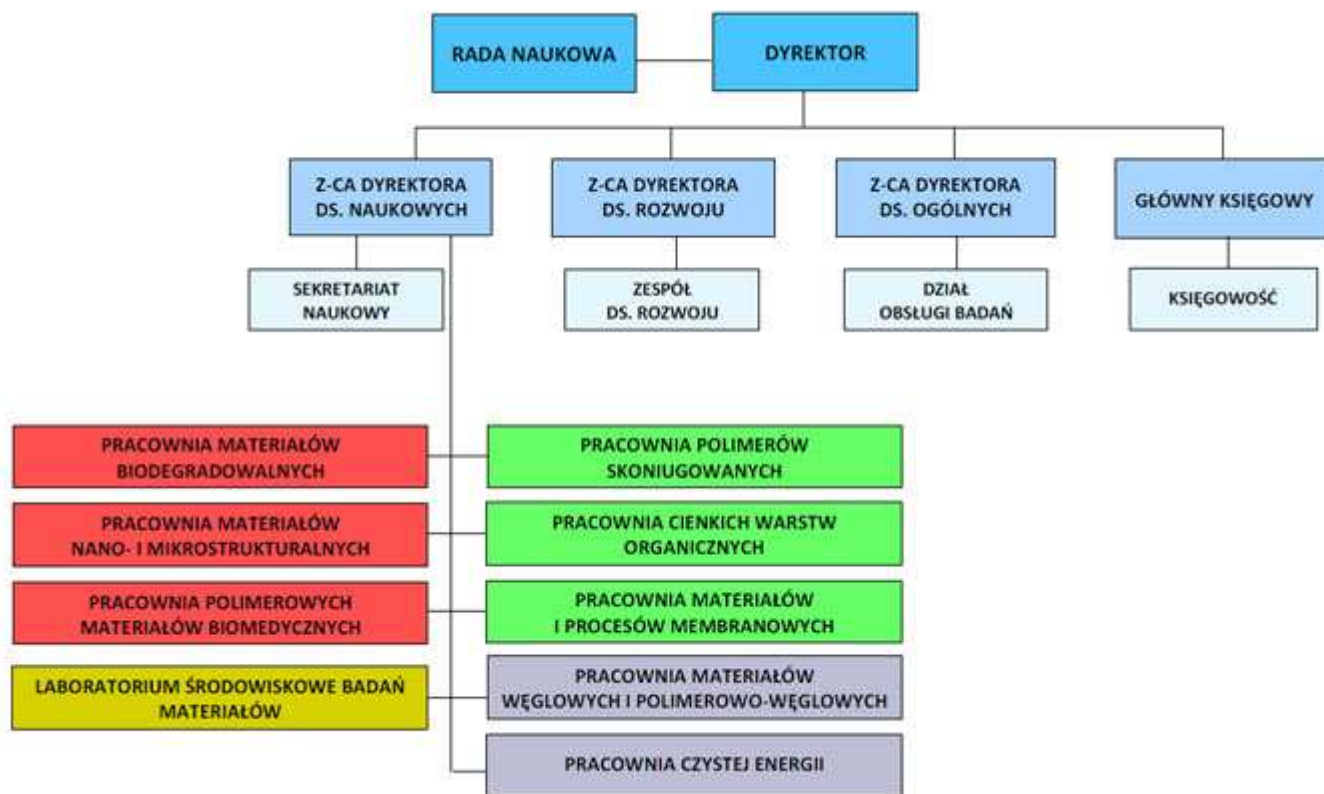 RADA NAUKOWA
DYREKTOR
Z-CA DYREKTORA
DS. NAUKOWYCH
Z-CA DYREKTORA
DS. ROZWOJU
Z-CA DYREKTORA
DS. OGÓLNYCH
GŁÓWNY KSIĘGOWY
SEKRETARIAT
NAUKOWY
ZESPÓŁ
DS. ROZWOJU
DZIAŁ
OBSŁUGI BADAŃ
KSIĘGOWOŚĆ
PRACOWNIA MATERIAŁÓW
BIODEGRADOWALNYCH
PRACOWNIA POLIMERÓW
SKONIUGOWANYCH
PRACOWNIA MATERIAŁÓW
NANO- I MIKROSTRUKTURALNYCH
PRACOWNIA CIENKICH WARSTW
ORGANICZNYCH
PRACOWNIA POLIMEROWYCH
MATERIAŁÓW BIOMEDYCZNYCH
PRACOWNIA MATERIAŁÓW
I PROCESÓW MEMBRANOWYCH
LABORATORIUM ŚRODOWISKOWE BADAŃ
MATERIAŁÓW
PRACOWNIA MATERIAŁÓW
WĘGLOWYCH I POLIMEROWO-WĘGLOWYCH
PRACOWNIA CZYSTEJ ENERGII